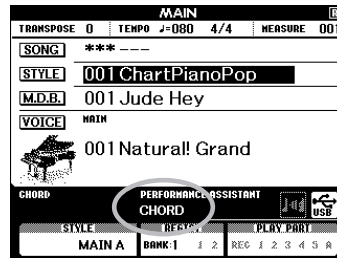 MAIN
TRANSPOSE 0 TEMPO ♩=080 4/4 MEASURE 001
SONG *** ---
STYLE 001 ChartPianoPop
M.D.B. 001 Jude Hey
VOICE MAIN
001 Natural! Grand
CHORD PERFORMANCE ASSISTANT
CHORD USB
STYLE REGIST PLAY PART
MAIN A BANK:1 1 2 REC 1 2 3 4 5 A